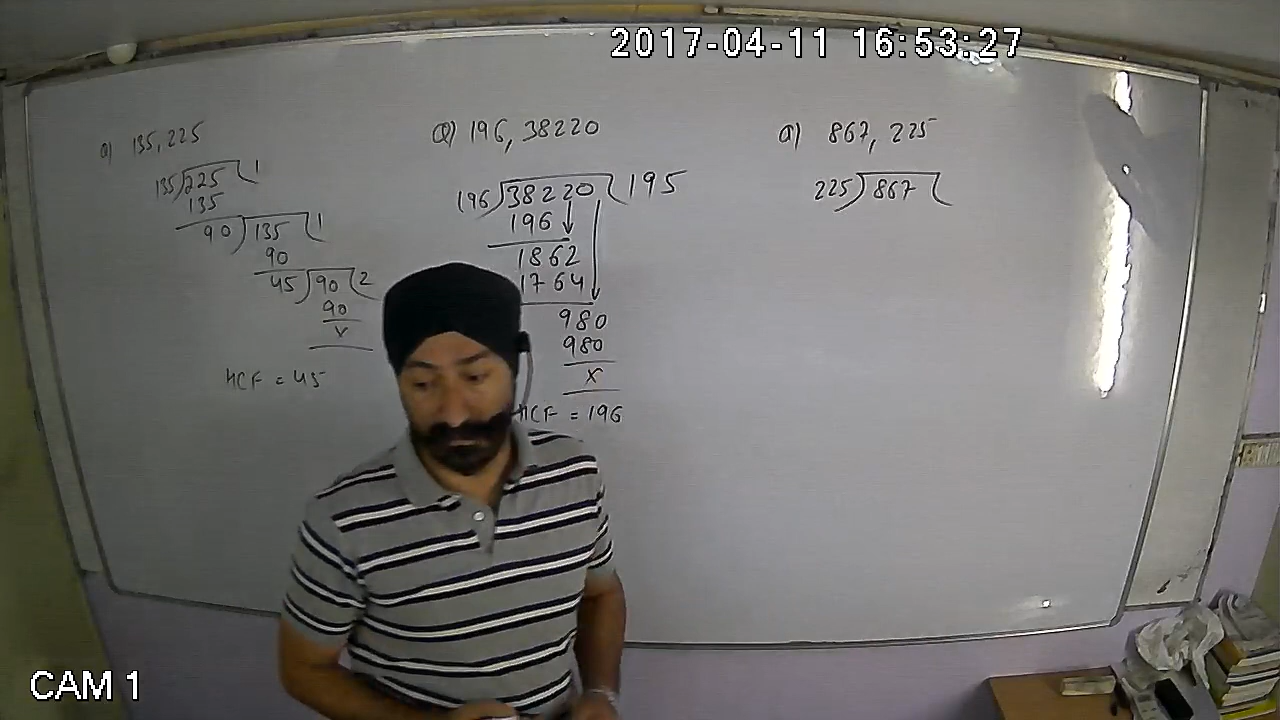 2017-04-11 16:53:27
Q) 135, 225
135)225(1
135
90)135(1
90
45)90(2
90
x
HCF = 45
Q) 196, 38220
196)38220(195
196
1862
1764
980
980
x
HCF = 196
Q) 867, 225
225)867(
CAM 1